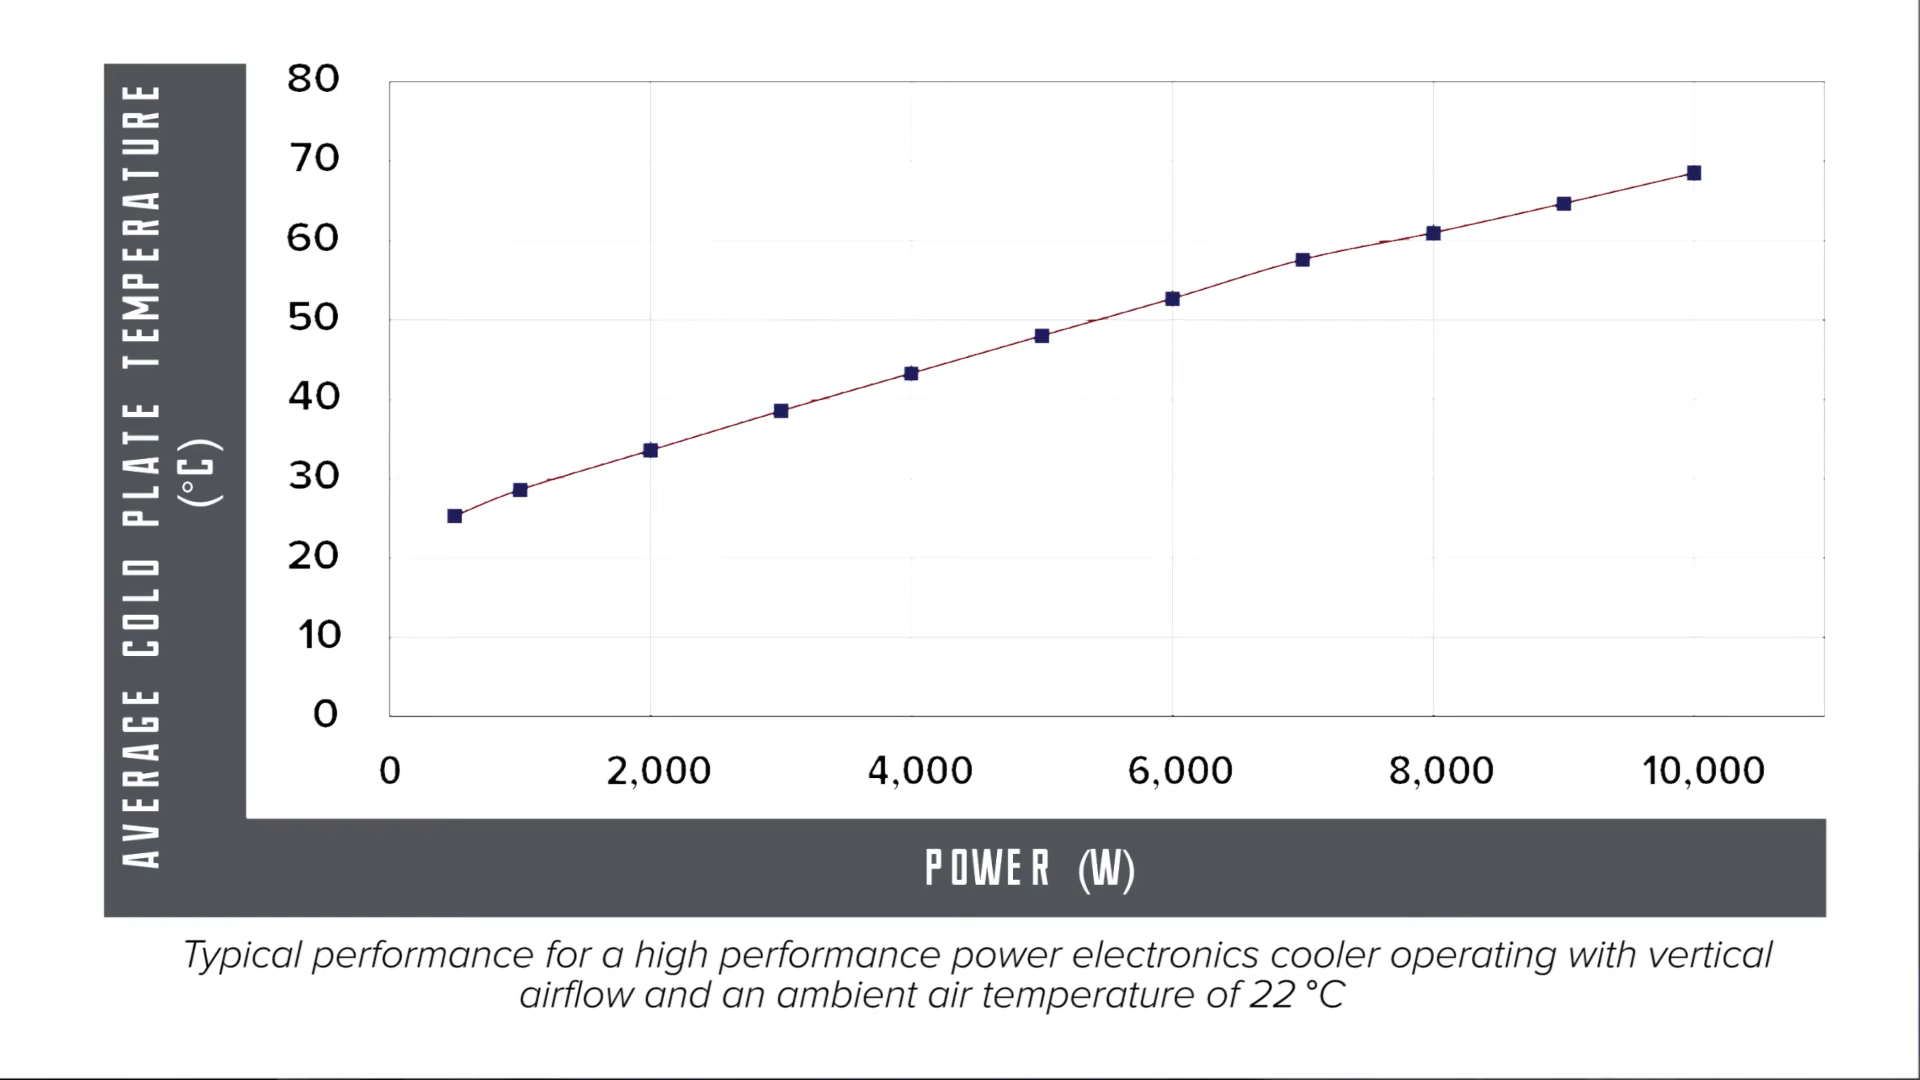 AVERAGE COLD PLATE TEMPERATURE
(°C)
80
70
60
50
40
30
20
10
0
0 2,000 4,000 6,000 8,000 10,000
POWER (W)
Typical performance for a high performance power electronics cooler operating with vertical
airflow and an ambient air temperature of 22 °C